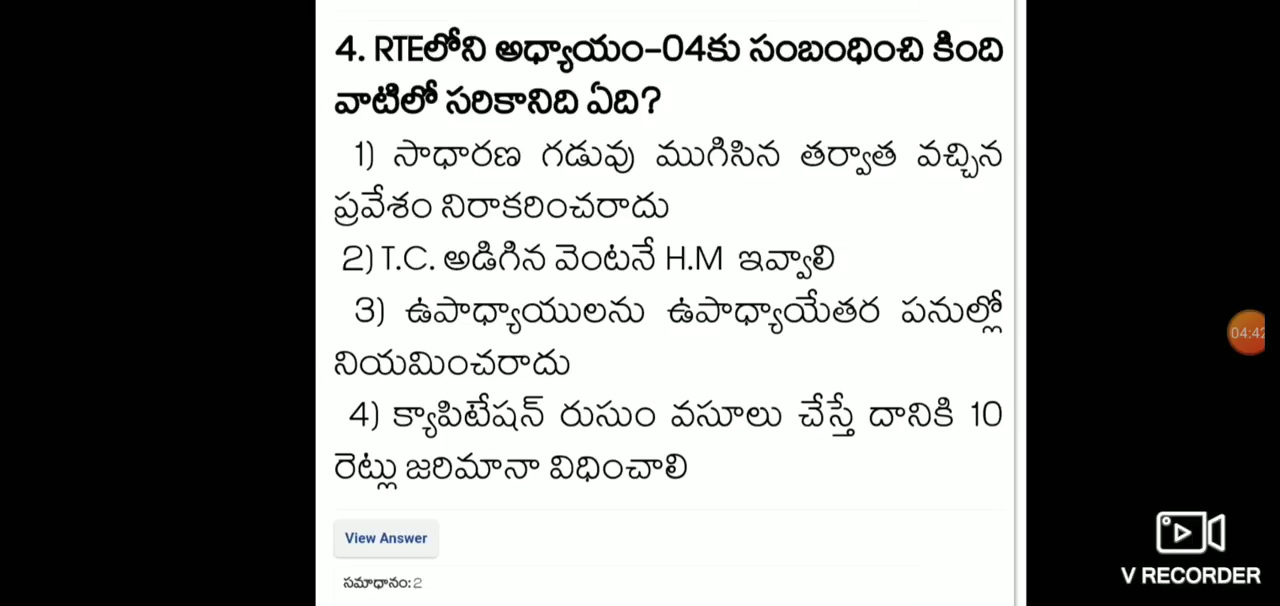 4. RTEలోని అధ్యాయం-04కు సంబంధించి కింది
వాటిలో సరికానిది ఏది?
1) సాధారణ గడువు ముగిసిన తర్వాత వచ్చిన
ప్రవేశం నిరాకరించరాదు
2) T.C. అడిగిన వెంటనే H.M ఇవ్వాలి
3) ఉపాధ్యాయులను ఉపాధ్యాయేతర పనుల్లో
నియమించరాదు
4) క్యాపిటేషన్ రుసుం వసూలు చేస్తే దానికి 10
రెట్లు జరిమానా విధించాలి
View Answer
సమాధానం: 2
04:42
V RECORDER